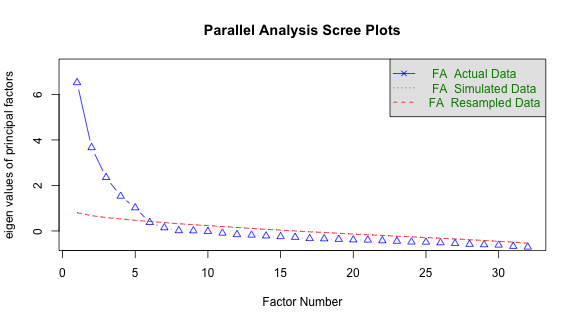 Parallel Analysis Scree Plots
eigen values of principal factors
6
4
2
0
FA Actual Data
FA Simulated Data
FA Resampled Data
0 5 10 15 20 25 30
Factor Number